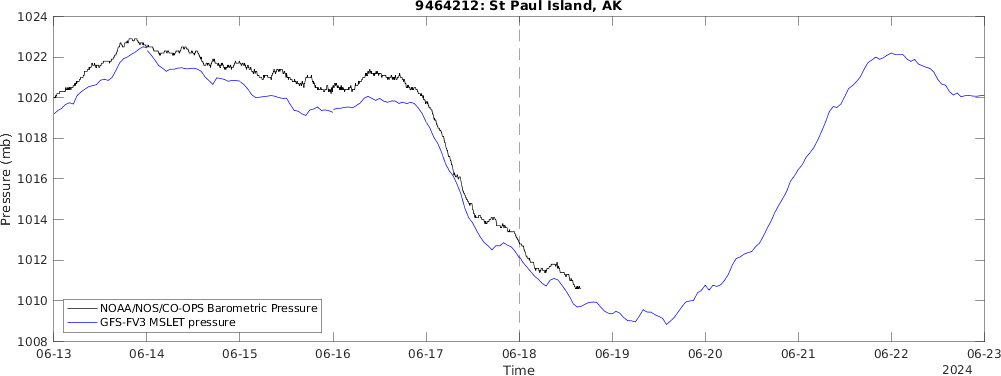 9464212: St Paul Island, AK
Pressure (mb)
1024
1022
1020
1018
1016
1014
1012
1010
1008
NOAA/NOS/CO-OPS Barometric Pressure
GFS-FV3 MSLET pressure
06-13 06-14 06-15 06-16 06-17 06-18 06-19 06-20 06-21 06-22 06-23
Time
2024